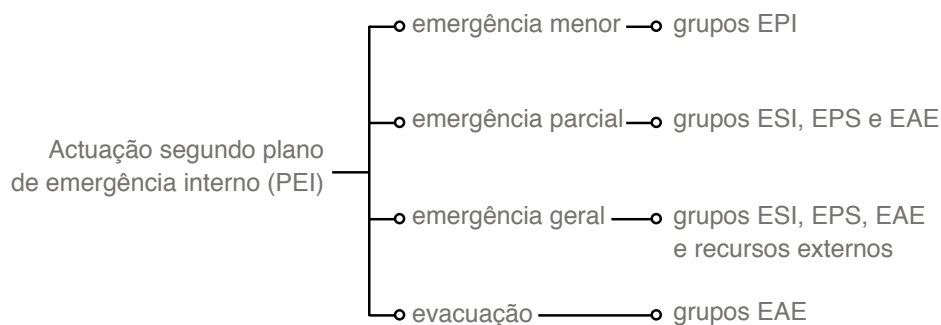 emergência menor grupos EPI
emergência parcial grupos ESI, EPS e EAE
Actuação segundo plano
de emergência interno (PEI)
emergência geral grupos ESI, EPS, EAE
e recursos externos
evacuação grupos EAE